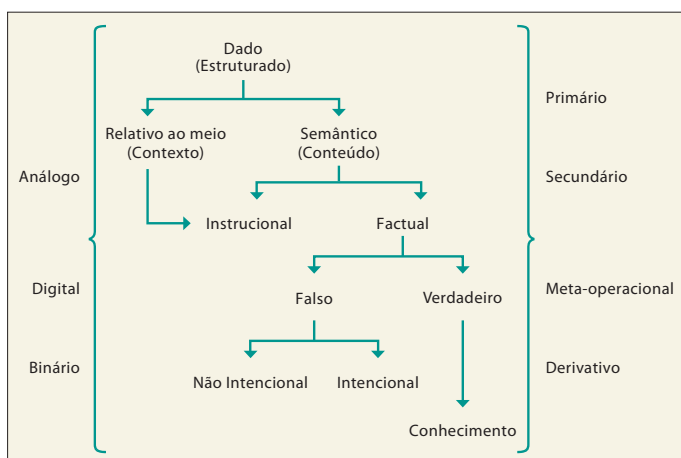 Dado
(Estruturado)
Primário
Relativo ao meio
(Contexto)
Semântico
(Conteúdo)
Análogo
Secundário
Instrucional
Factual
Digital
Falso
Verdadeiro
Meta-operacional
Binário
Não Intencional
Intencional
Derivativo
Conhecimento